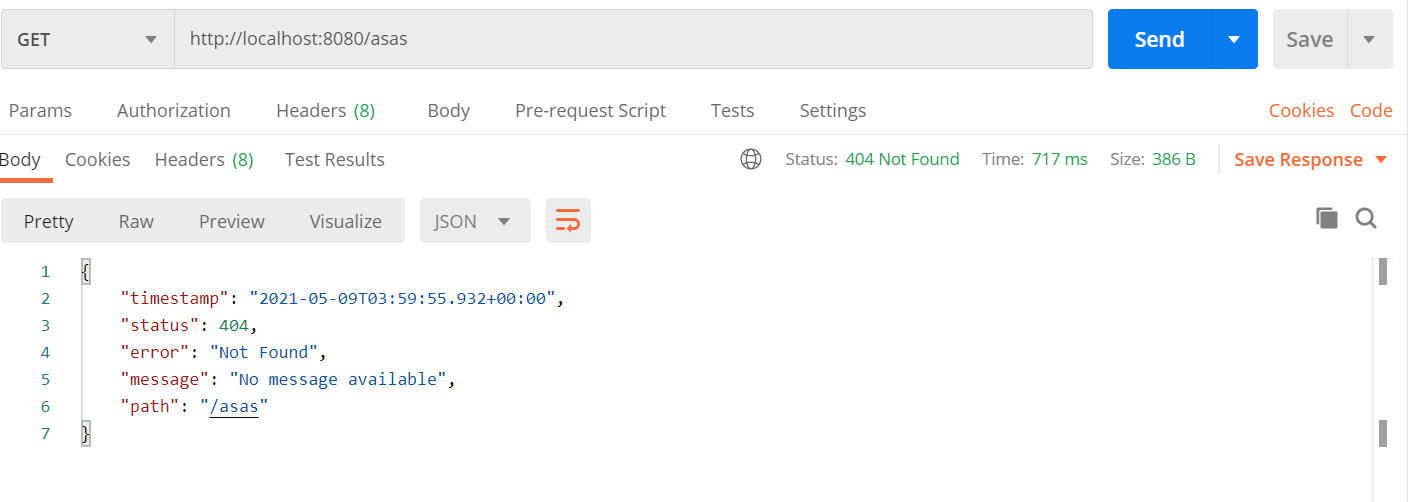 GET http://localhost:8080/asas Send Save
Params Authorization Headers (8) Body Pre-request Script Tests Settings Cookies Code
Body Cookies Headers (8) Test Results Status: 404 Not Found Time: 717 ms Size: 386 B Save Response
Pretty Raw Preview Visualize JSON
1 {
2 "timestamp": "2021-05-09T03:59:55.932+00:00",
3 "status": 404,
4 "error": "Not Found",
5 "message": "No message available",
6 "path": "/asas"
7 }